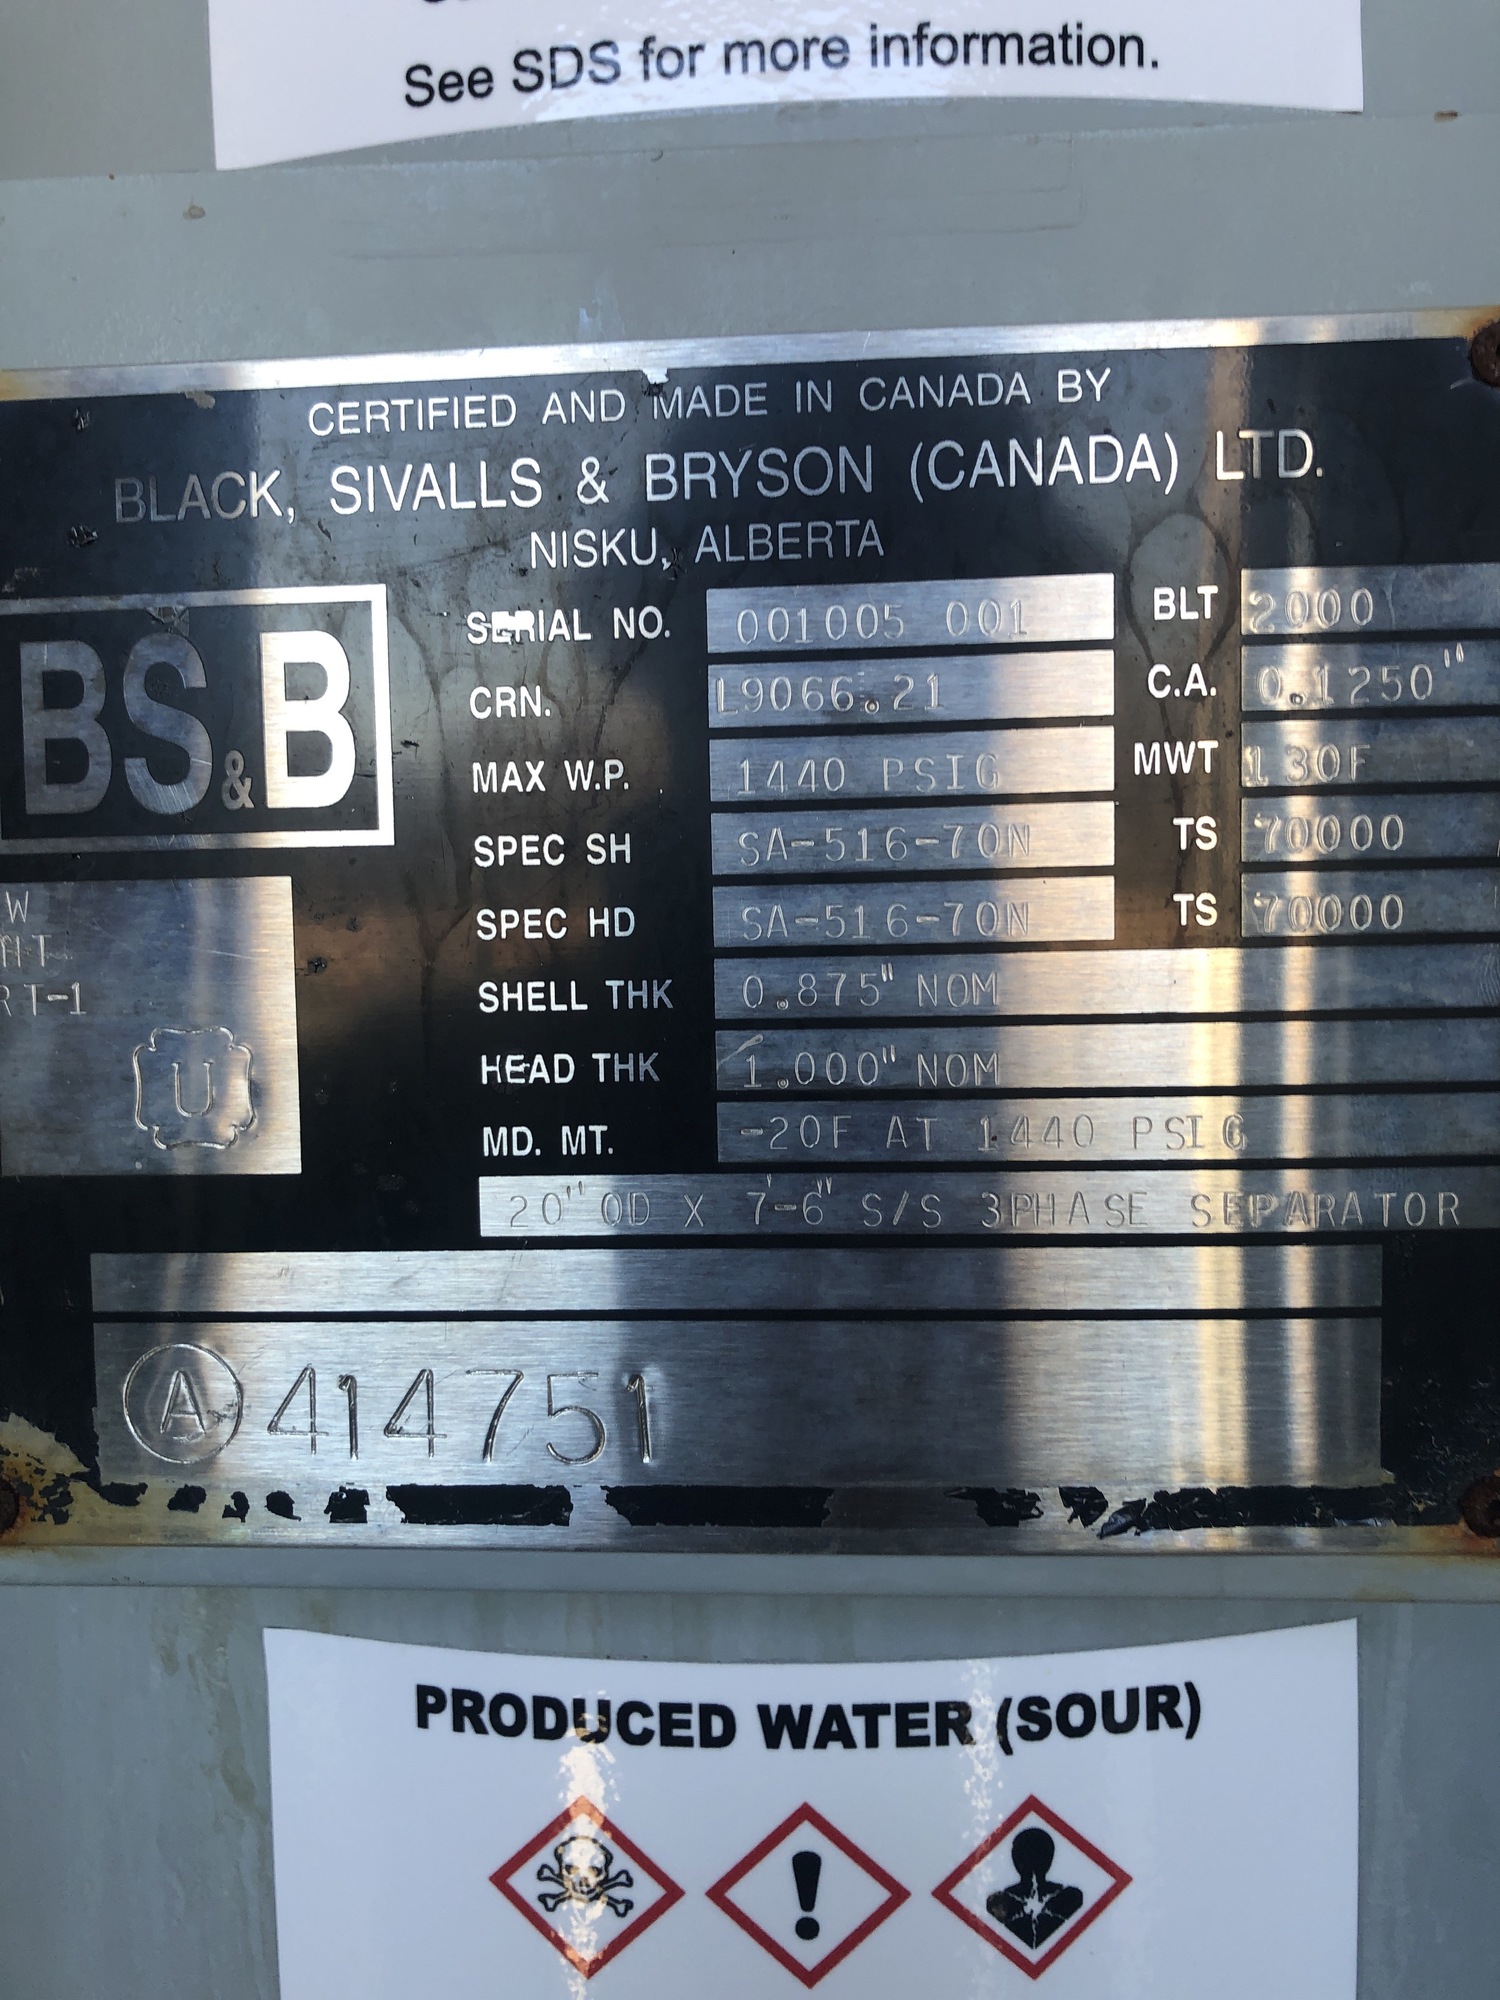 See SDS for more information.
CERTIFIED AND MADE IN CANADA BY
BLACK, SIVALLS & BRYSON (CANADA) LTD.
NISKU, ALBERTA
BS&B
SERIAL NO. 001005 001 BLT 2000
CRN. L9066.21 C.A. 0.1250"
MAX W.P. 1440 PSIG MWT 130F
SPEC SH SA-516-70N TS 70000
SPEC HD SA-516-70N TS 70000
SHELL THK 0.875" NOM
HEAD THK 1.000" NOM
MD. MT. -20F AT 1440 PSIG
W
HT
RT-1
U
20" OD X 7'-6" S/S 3PHASE SEPARATOR
A 414751
PRODUCED WATER (SOUR)